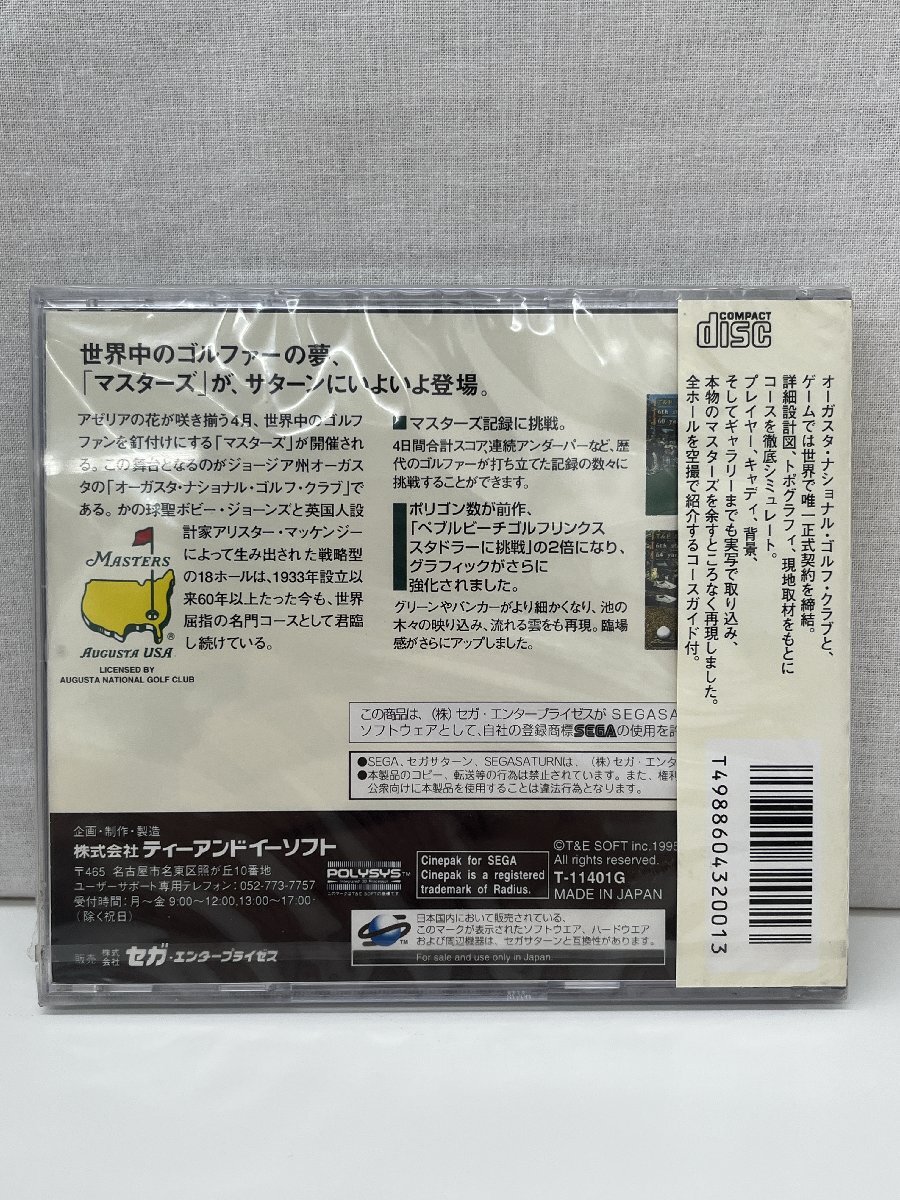 世界中のゴルファーの夢、
「マスターズ」が、サターンにいよいよ登場。
アゼリアの花が咲き揃う4月、世界中のゴルフ
ファンを釘付けにする「マスターズ」が開催され
る。この舞台となるのがジョージア州オーガス
タの「オーガスタ・ナショナル・ゴルフ・クラブ」で
ある。かの球聖ボビー・ジョーンズと英国人設
計家アリスター・マッケンジー
によって生み出された戦略型
の18ホールは、1933年設立以
来60年以上たった今も、世界
屈指の名門コースとして君臨
し続けている。
MASTERS
AUGUSTA USA
®
LICENSED BY
AUGUSTA NATIONAL GOLF CLUB
マスターズ記録に挑戦。
4日間合計スコア、連続アンダーパーなど、歴
代のゴルファーが打ち立てた記録の数々に
挑戦することができます。
ポリゴン数が前作、
「ペブルビーチゴルフリンクス
スタドラーに挑戦」の2倍になり、
グラフィックがさらに
強化されました。
グリーンやバンカーがより細かくなり、池の
木々の映り込み、流れる雲をも再現。臨場
感がさらにアップしました。
この商品は、(株)セガ・エンタープライゼスがSEGASA
ソフトウェアとして、自社の登録商標SEGAの使用を許
●SEGA、セガサターン、SEGASATURNは、(株)セガ・エンタ
●本製品のコピー、転送等の行為は禁止されています。また、権利
公衆向けに本製品を使用することは違法行為となります。
企画・制作・製造
株式会社ティーアンドイーソフト
〒465 名古屋市名東区照が丘10番地
ユーザーサポート専用テレフォン:052-773-7757
受付時間:月〜金 9:00〜12:00,13:00〜17:00
(除く祝日)
販売 株式会社 セガ・エンタープライゼス
POLYSYS™
Cinepak for SEGA
Cinepak is a registered
trademark of Radius.
©T&E SOFT inc.1995
All rights reserved.
T-11401G
MADE IN JAPAN
日本国内において販売されている、
このマークが表示されたソフトウエア、ハードウエア
および周辺機器は、セガサターンと互換性があります。
For sale and use only in Japan.
COMPACT
disc
オーガスタ・ナショナル・ゴルフ・クラブと、
ゲームでは世界で唯一正式契約を締結。
詳細設計図、トポグラフィ、現地取材をもとに
コースを徹底シミュレート。
プレイヤー、キャディ、背景、
そしてギャラリーまでも実写で取り込み、
本物のマスターズを余すところなく再現しました。
全ホールを空撮で紹介するコースガイド付。
T4988604320013